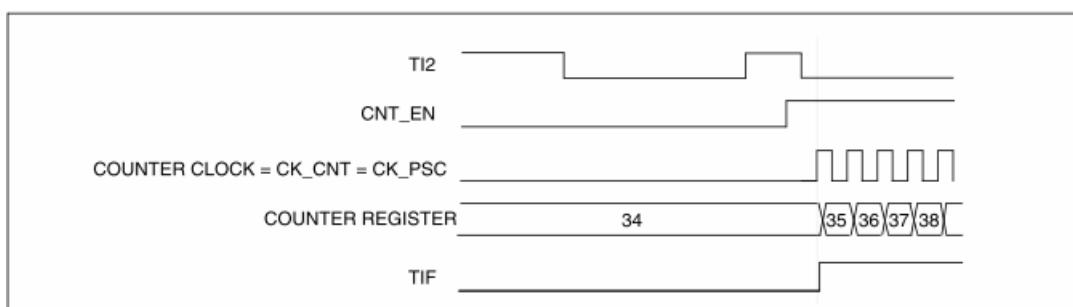 TI2
CNT_EN
COUNTER CLOCK = CK_CNT = CK_PSC
COUNTER REGISTER 34 35 36 37 38
TIF